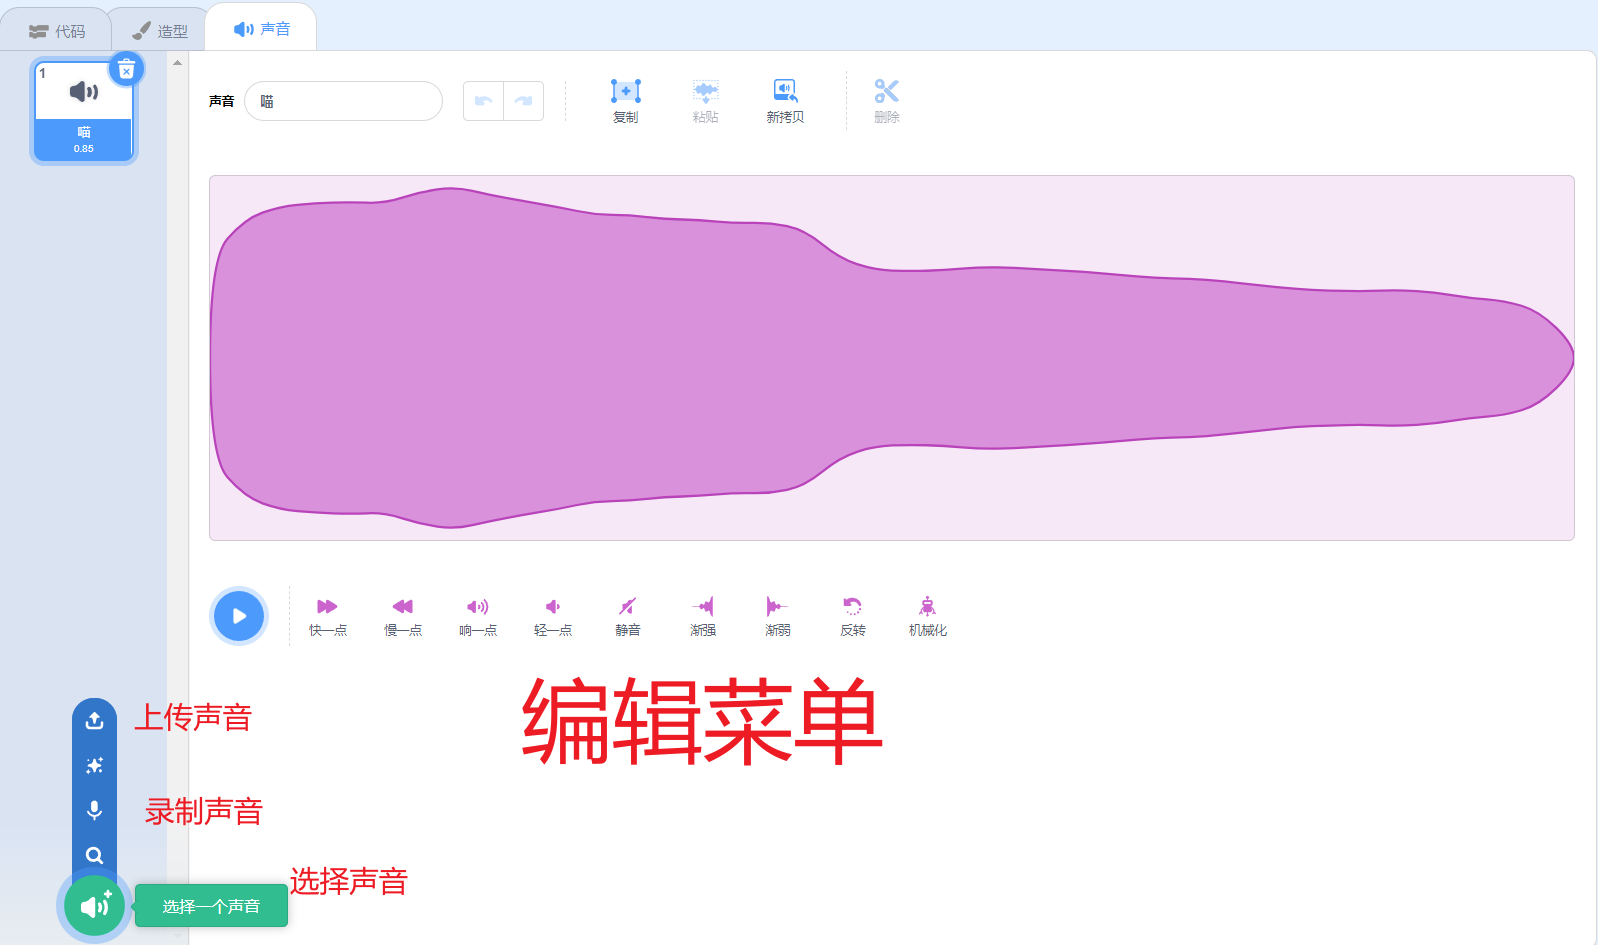 代码 造型 声音
1
喵
0.85
声音 喵
复制 粘贴 新拷贝 删除
快一点 慢一点 响一点 轻一点 静音 渐强 渐弱 反转 机械化
编辑菜单
上传声音
录制声音
选择声音
选择一个声音